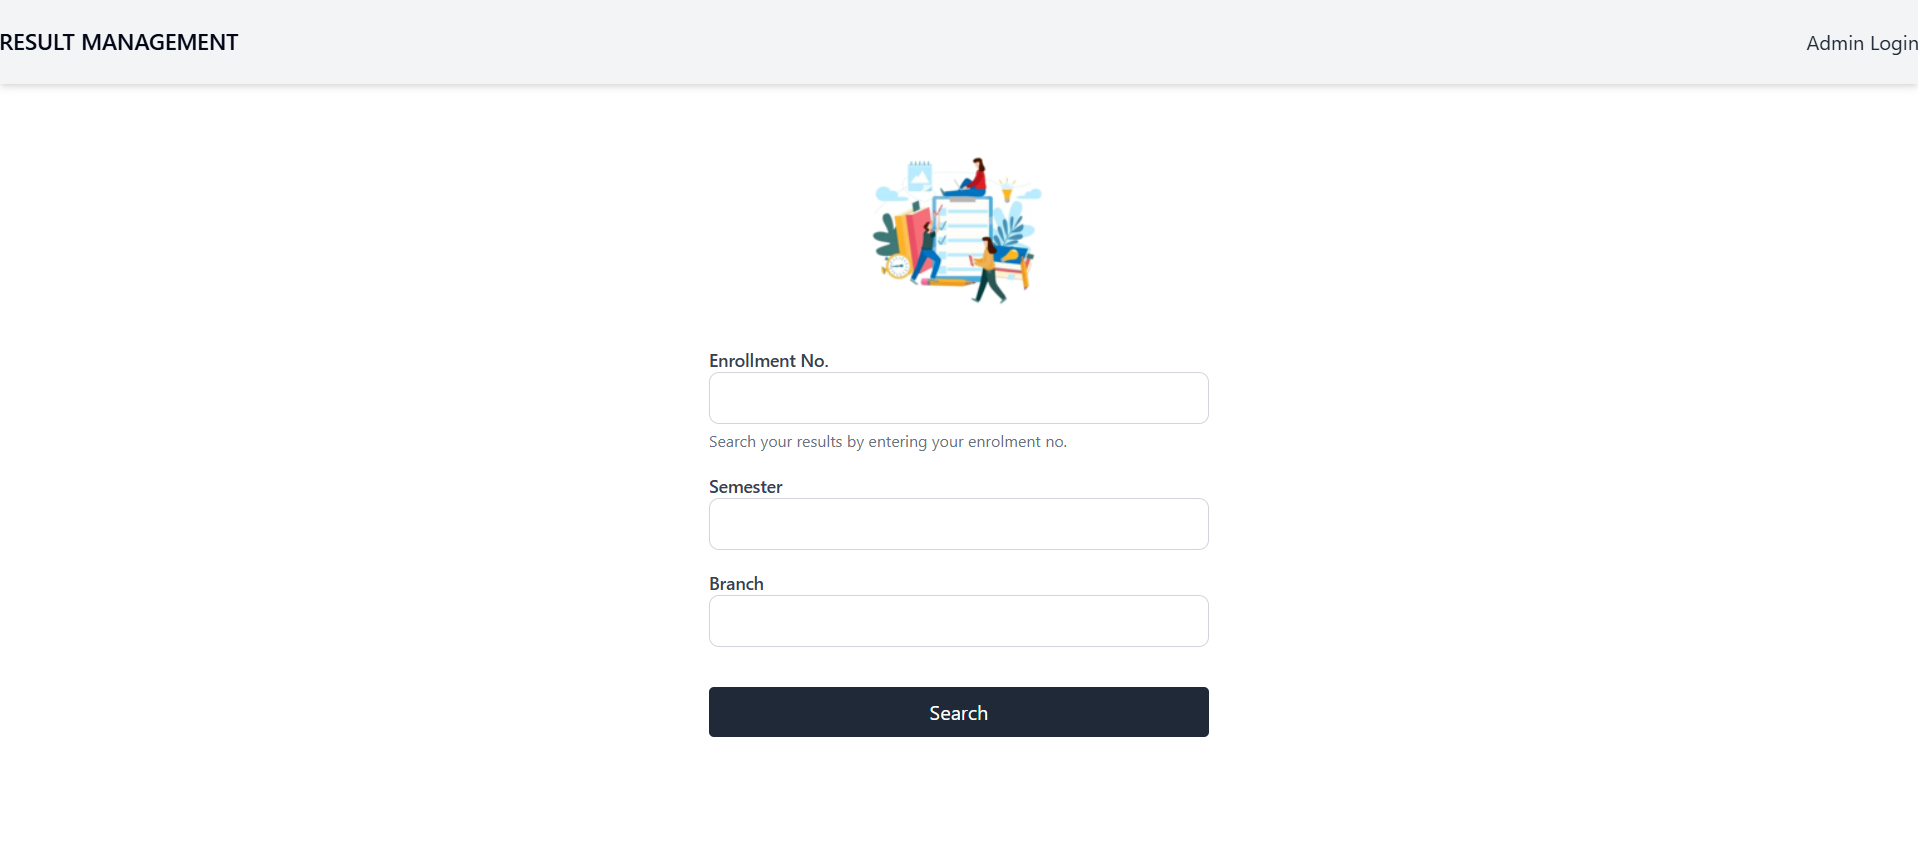 RESULT MANAGEMENT
Admin Login
Enrollment No.
Search your results by entering your enrolment no.
Semester
Branch
Search